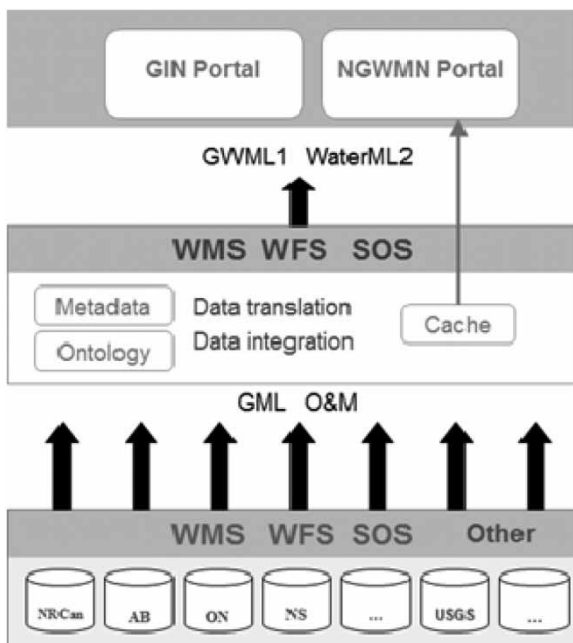 GIN Portal
NGWMN Portal
GWML1 WaterML2
WMS WFS SOS
Metadata
Data translation
Ontology
Data integration
Cache
GML O&M
WMS WFS SOS Other
NRCan
AB
ON
NS
...
USGS
...